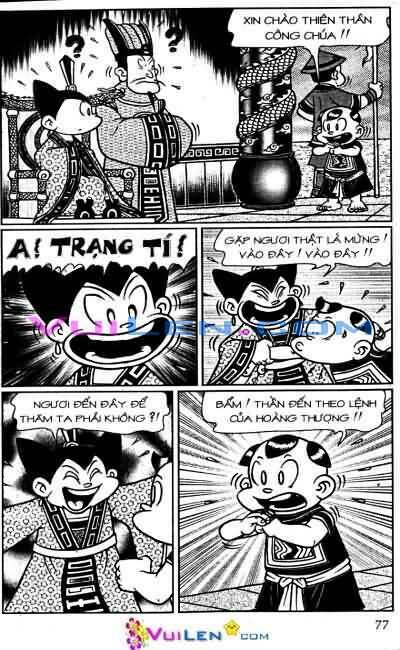 ?
?
XIN CHÀO THIÊN THẦN
CÔNG CHÚA !!
A! TRẠNG TÍ!
GẶP NGƯƠI THẬT LÀ MỪNG !
VÀO ĐÂY ! VÀO ĐÂY !!
VUILEN.COM
NGƯƠI ĐẾN ĐÂY ĐỂ
THĂM TA PHẢI KHÔNG ?!
BẨM ! THẦN ĐẾN THEO LỆNH
CỦA HOÀNG THƯỢNG !!
77
VUILEN.COM